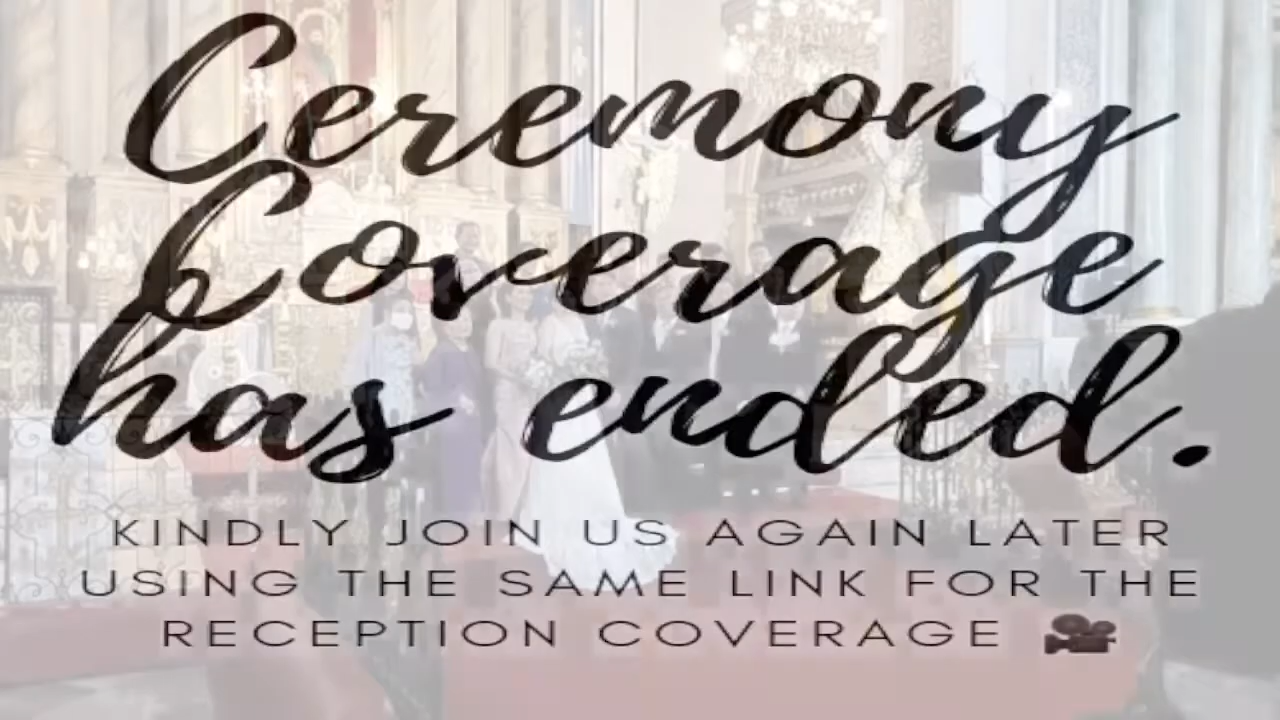 Ceremony
Coverage
has ended.
KINDLY JOIN US AGAIN LATER
USING THE SAME LINK FOR THE
RECEPTION COVERAGE 🎥